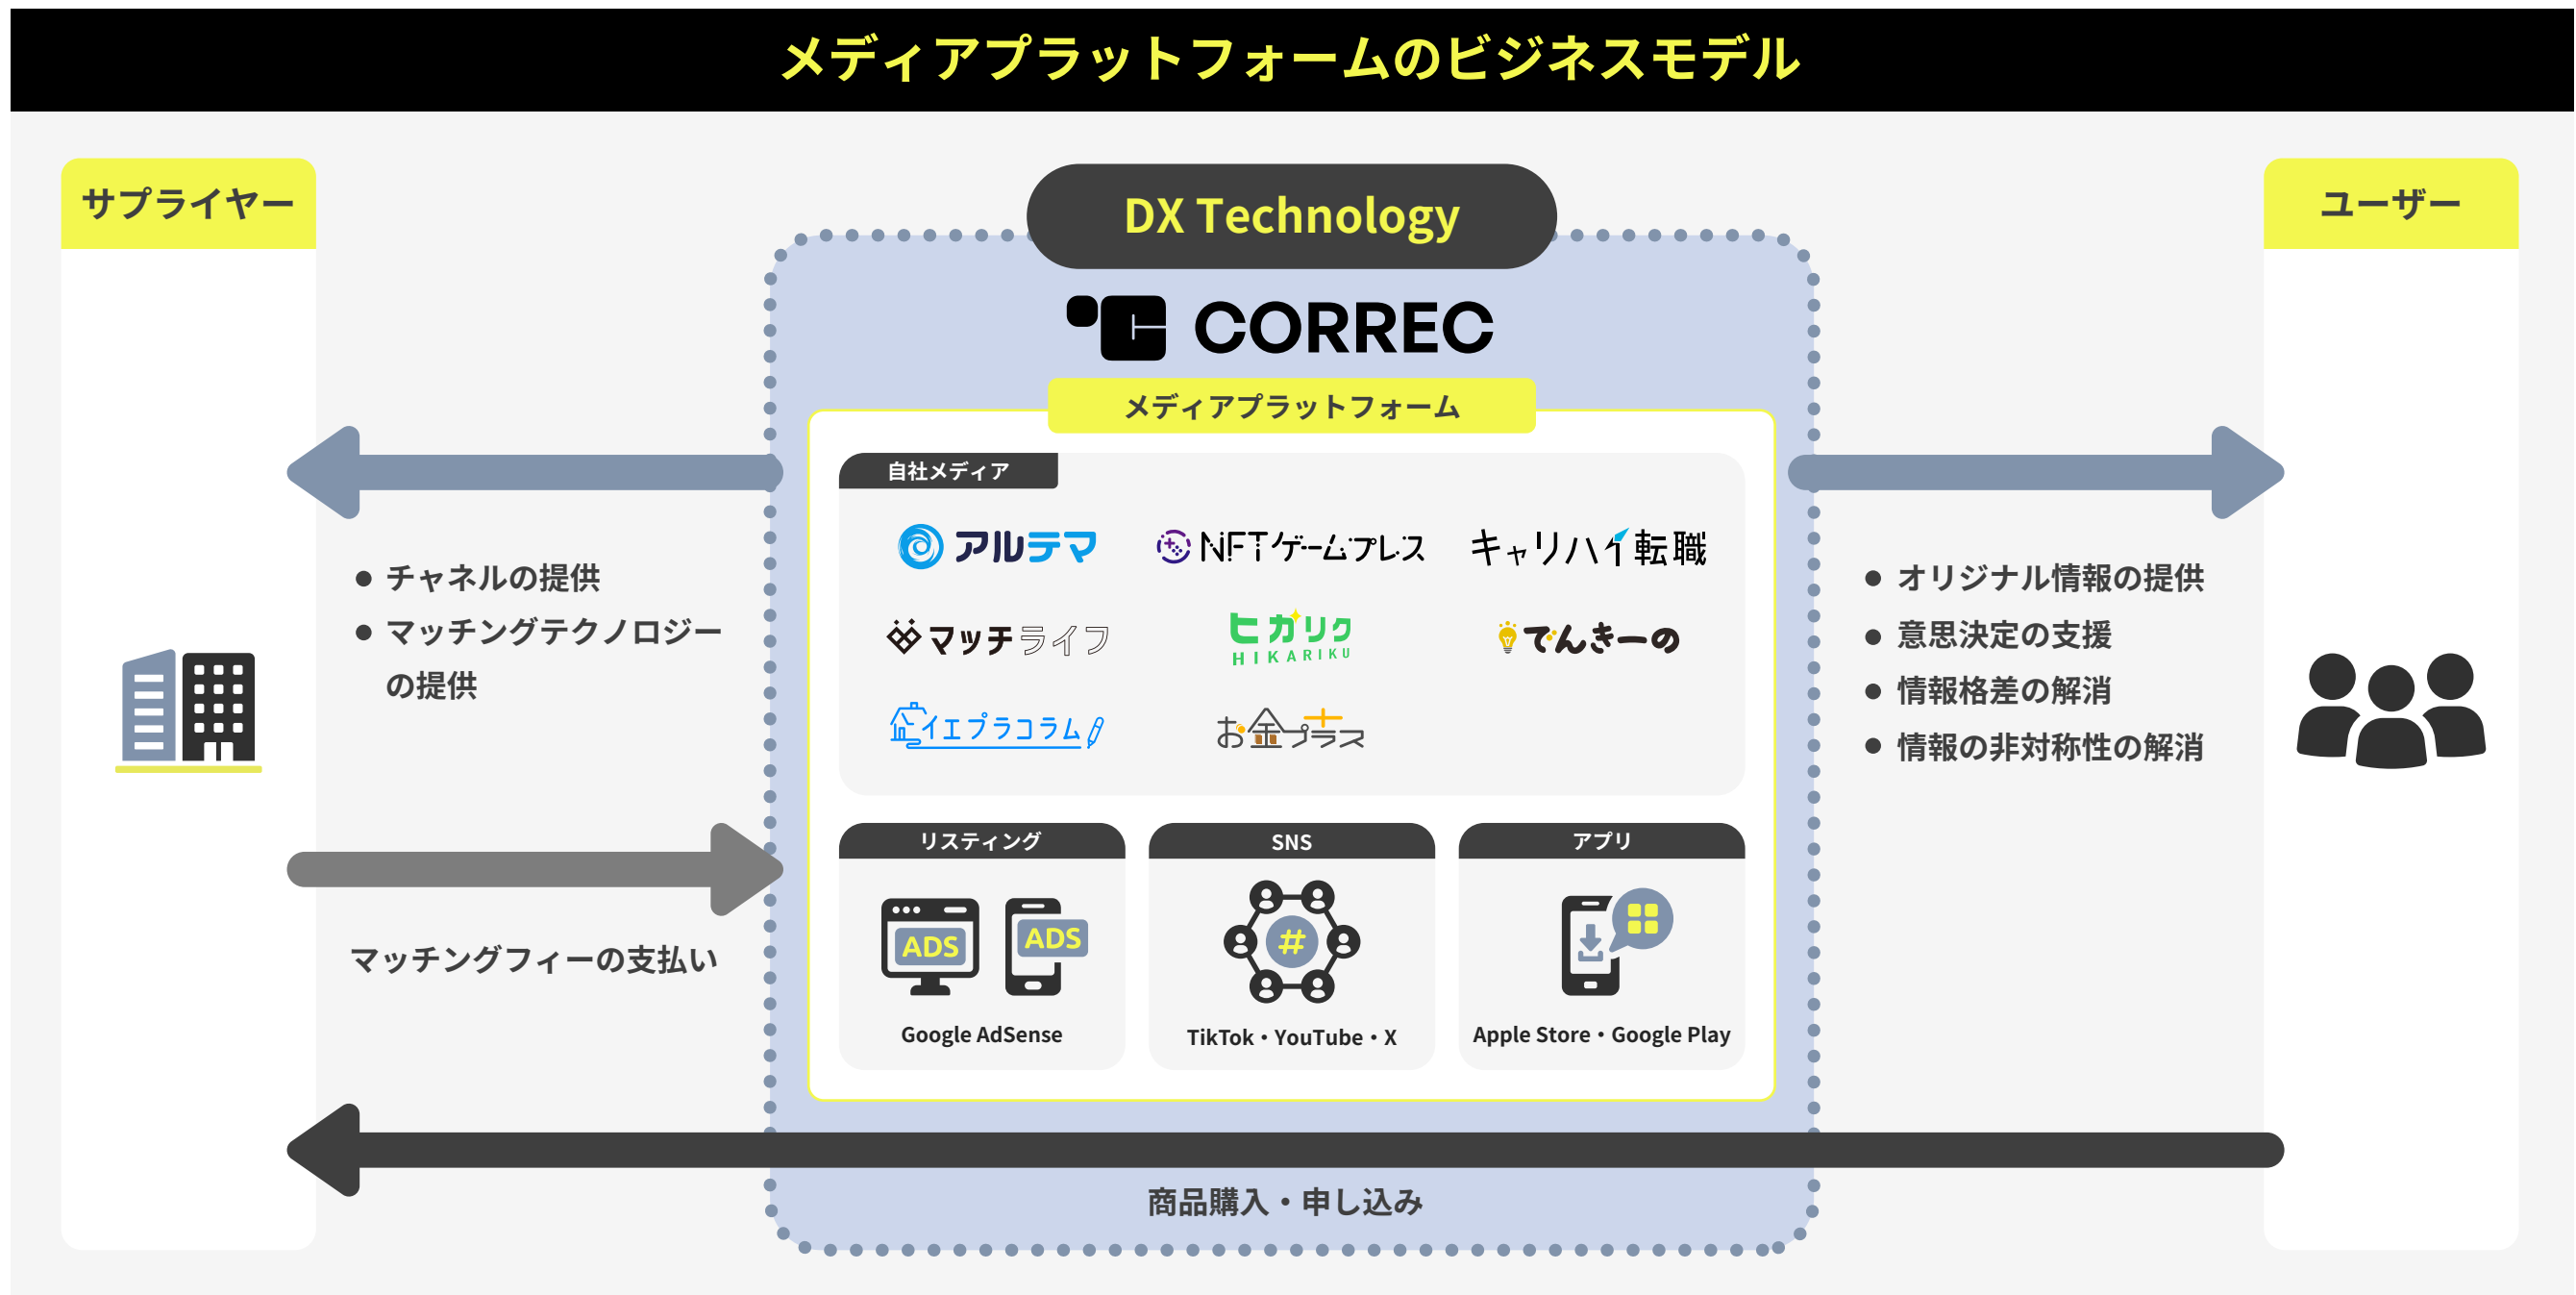 メディアプラットフォームのビジネスモデル
サプライヤー
DX Technology
ユーザー
CORREC
メディアプラットフォーム
自社メディア
アルテマ
NFTゲームプレス
キャリハイ転職
マッチライフ
ヒカリク
HIKARIKU
でんきーの
イエプラコラム
お金プラス
チャネルの提供
マッチングテクノロジー
の提供
オリジナル情報の提供
意思決定の支援
情報格差の解消
情報の非対称性の解消
マッチングフィーの支払い
リスティング
ADS
ADS
Google AdSense
SNS
#
TikTok・YouTube・X
アプリ
Apple Store・Google Play
商品購入・申し込み